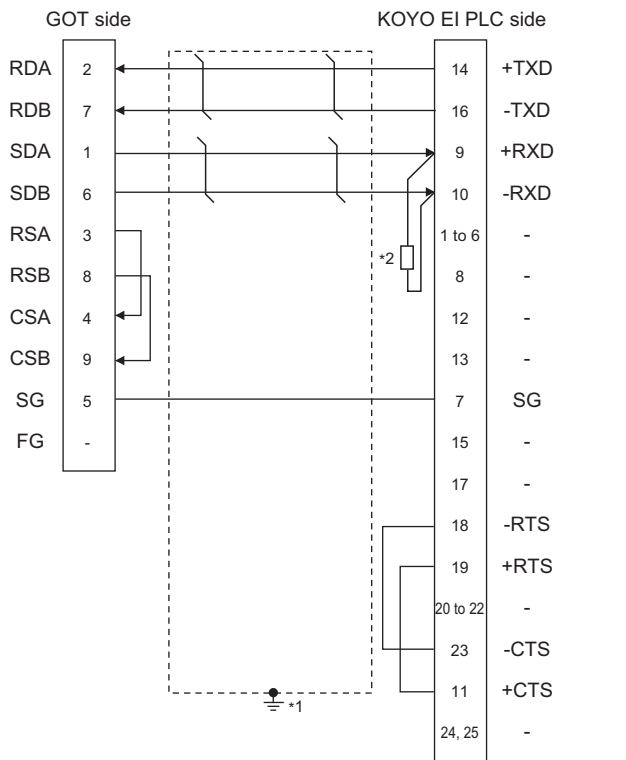 GOT side KOYO EI PLC side
RDA 2 14 +TXD
RDB 7 16 -TXD
SDA 1 9 +RXD
SDB 6 10 -RXD
RSA 3 1 to 6 -
*2
RSB 8 8 -
CSA 4 12 -
CSB 9 13 -
SG 5 7 SG
FG - 15 -
17 -
18 -RTS
19 +RTS
20 to 22 -
23 -CTS
11 +CTS
*1
24, 25 -